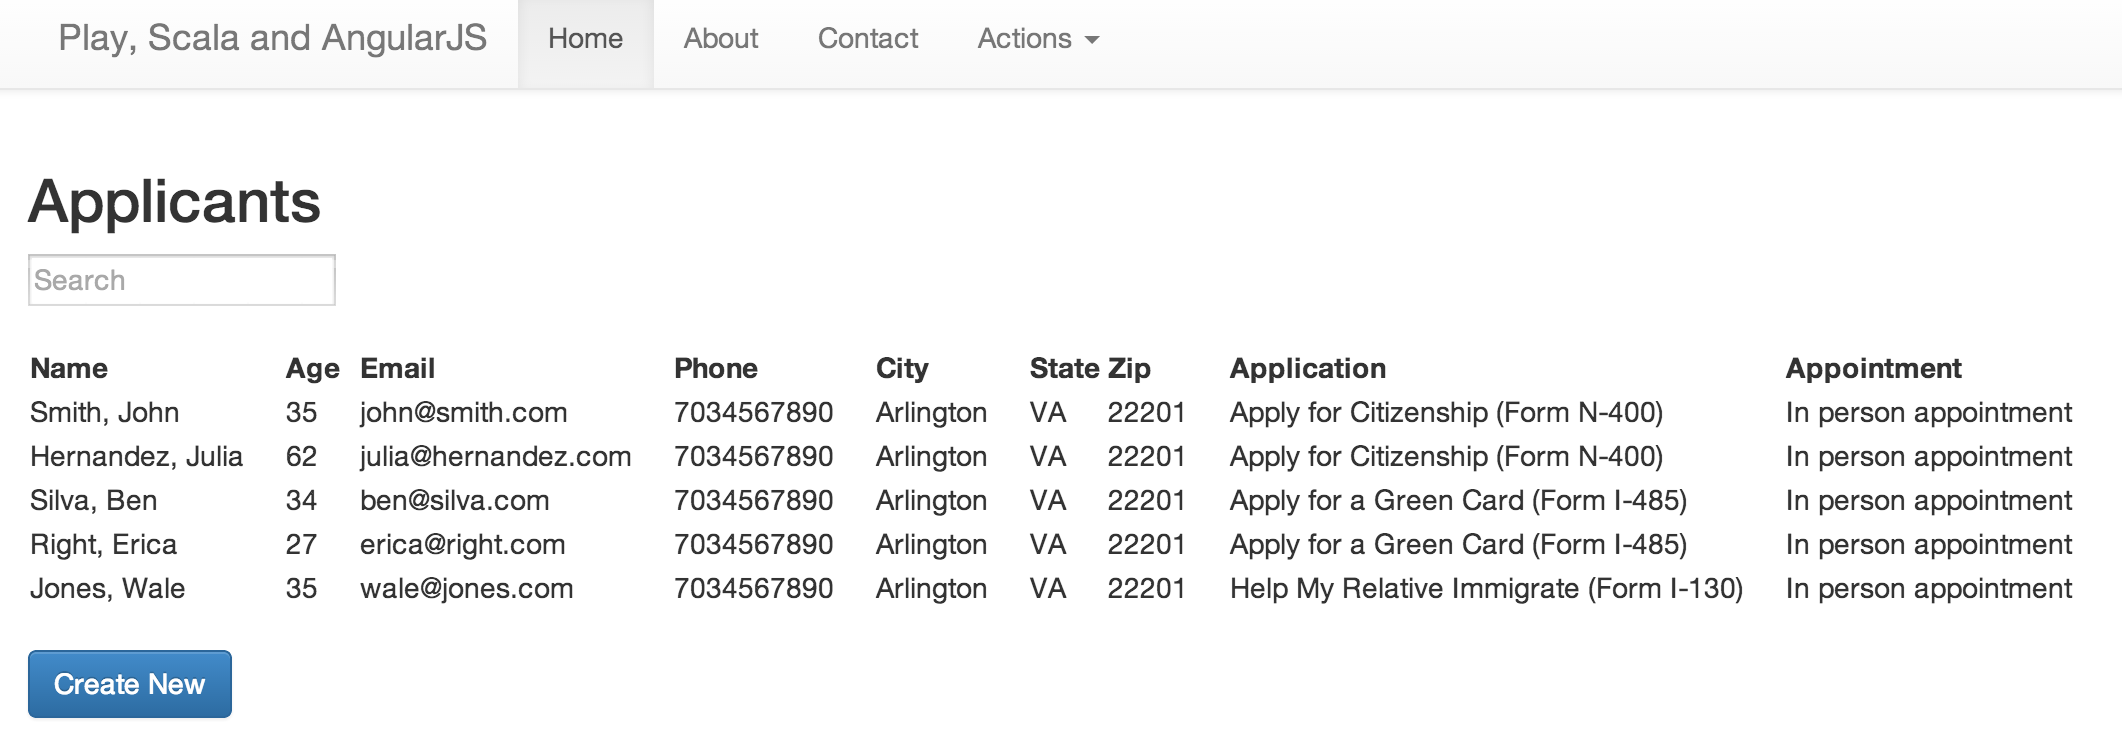 Play, Scala and AngularJS Home About Contact Actions
Applicants
Search
Name Age Email Phone City State Zip Application Appointment
Smith, John 35 john@smith.com 7034567890 Arlington VA 22201 Apply for Citizenship (Form N-400) In person appointment
Hernandez, Julia 62 julia@hernandez.com 7034567890 Arlington VA 22201 Apply for Citizenship (Form N-400) In person appointment
Silva, Ben 34 ben@silva.com 7034567890 Arlington VA 22201 Apply for a Green Card (Form I-485) In person appointment
Right, Erica 27 erica@right.com 7034567890 Arlington VA 22201 Apply for a Green Card (Form I-485) In person appointment
Jones, Wale 35 wale@jones.com 7034567890 Arlington VA 22201 Help My Relative Immigrate (Form I-130) In person appointment
Create New